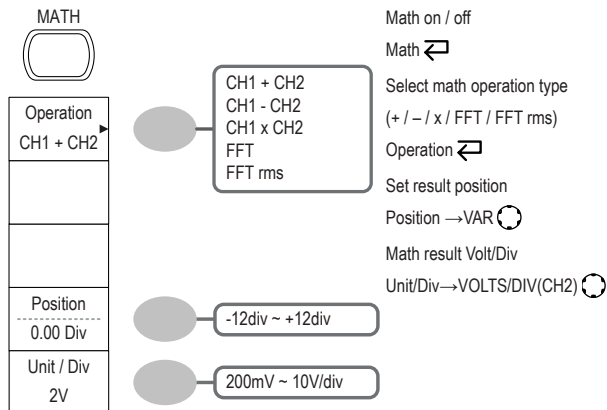 MATH
Operation
CH1 + CH2
Position
0.00 Div
Unit / Div
2V
CH1 + CH2
CH1 - CH2
CH1 x CH2
FFT
FFT rms
-12div ~ +12div
200mV ~ 10V/div
Math on / off
Math
Select math operation type
(+ / – / x / FFT / FFT rms)
Operation
Set result position
Position →VAR
Math result Volt/Div
Unit/Div→VOLTS/DIV(CH2)